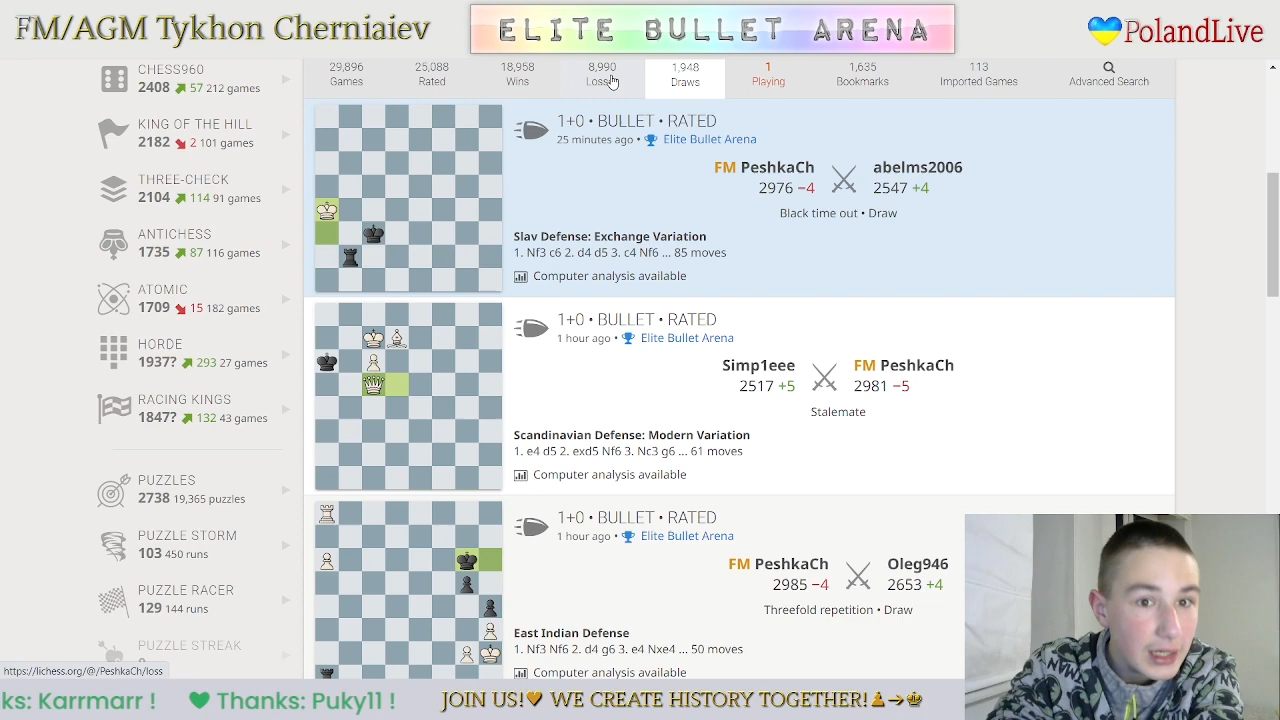 FM/AGM Tykhon Cherniaiev
ELITE BULLET ARENA
PolandLive
CHESS960
2408 57 212 games
KING OF THE HILL
2182 2 101 games
THREE-CHECK
2104 114 91 games
ANTICHESS
1735 87 116 games
ATOMIC
1709 15 182 games
HORDE
1937? 293 27 games
RACING KINGS
1847? 132 43 games
PUZZLES
2738 19,365 puzzles
PUZZLE STORM
103 450 runs
PUZZLE RACER
129 144 runs
PUZZLE STREAK
29,896 25,088 18,958 8,990 1,948 1 1,635 113
Games Rated Wins Draws Playing Bookmarks Imported Games Advanced Search
1+0 • BULLET • RATED
25 minutes ago • Elite Bullet Arena
FM PeshkaCh abelms2006
2976 −4 2547 +4
Black time out • Draw
Slav Defense: Exchange Variation
1. Nf3 c6 2. d4 d5 3. c4 Nf6 ... 85 moves
Computer analysis available
1+0 • BULLET • RATED
1 hour ago • Elite Bullet Arena
Simp1eee FM PeshkaCh
2517 +5 2981 −5
Stalemate
Scandinavian Defense: Modern Variation
1. e4 d5 2. exd5 Nf6 3. Nc3 g6 ... 61 moves
Computer analysis available
1+0 • BULLET • RATED
1 hour ago • Elite Bullet Arena
FM PeshkaCh Oleg946
2985 −4 2653 +4
Threefold repetition • Draw
East Indian Defense
1. Nf3 Nf6 2. d4 g6 3. e4 Nxe4 ... 50 moves
Computer analysis available
https://lichess.org/@/PeshkaCh/loss
ks: Karrmarr ! Thanks: Puky11 !
JOIN US! WE CREATE HISTORY TOGETHER!